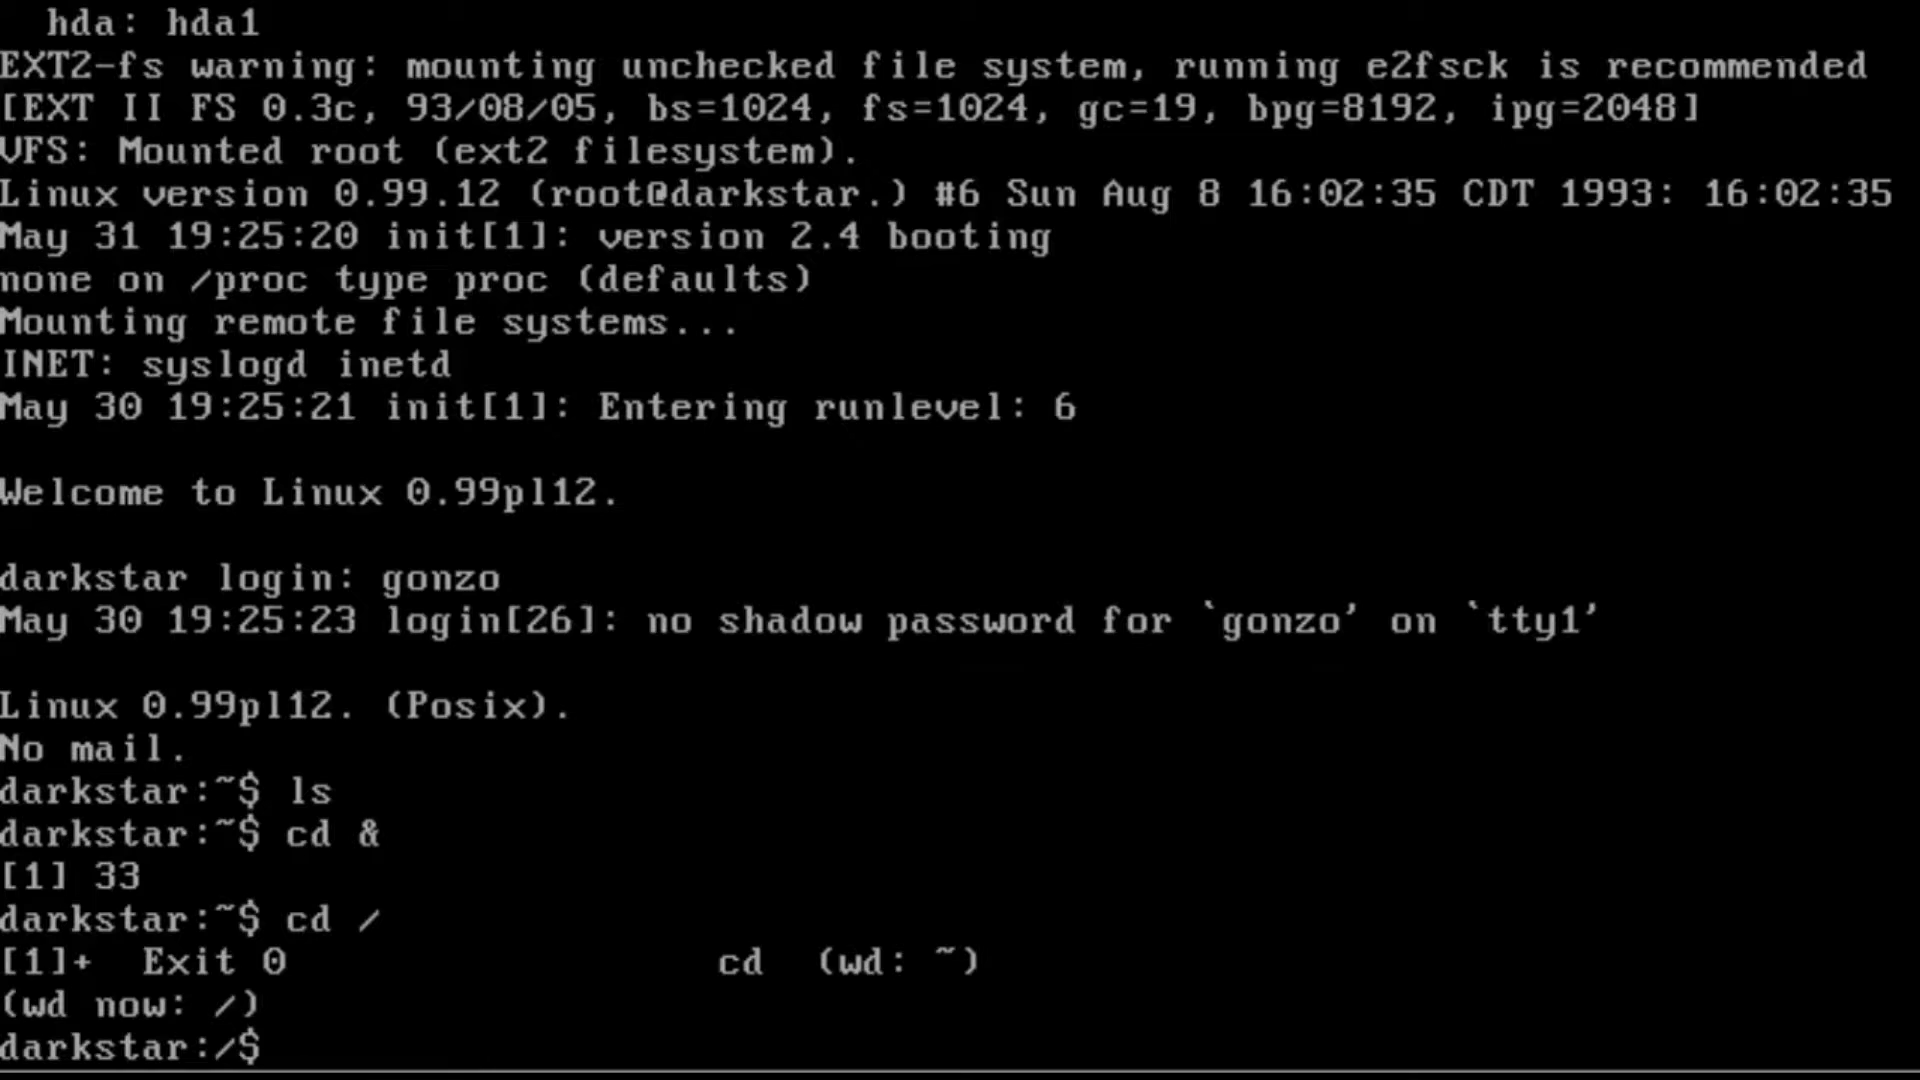 hda: hda1
EXT2-fs warning: mounting unchecked file system, running e2fsck is recommended
[EXT II FS 0.3c, 93/08/05, bs=1024, fs=1024, gc=19, bpg=8192, ipg=2048]
VFS: Mounted root (ext2 filesystem).
Linux version 0.99.12 (root@darkstar.) #6 Sun Aug 8 16:02:35 CDT 1993: 16:02:35
May 31 19:25:20 init[1]: version 2.4 booting
none on /proc type proc (defaults)
Mounting remote file systems...
INET: syslogd inetd
May 30 19:25:21 init[1]: Entering runlevel: 6
Welcome to Linux 0.99pl12.
darkstar login: gonzo
May 30 19:25:23 login[26]: no shadow password for `gonzo' on `tty1'
Linux 0.99pl12. (Posix).
No mail.
darkstar:~$ ls
darkstar:~$ cd &
[1] 33
darkstar:~$ cd /
[1]+  Exit 0                  cd  (wd: ~)
(wd now: /)
darkstar:/$